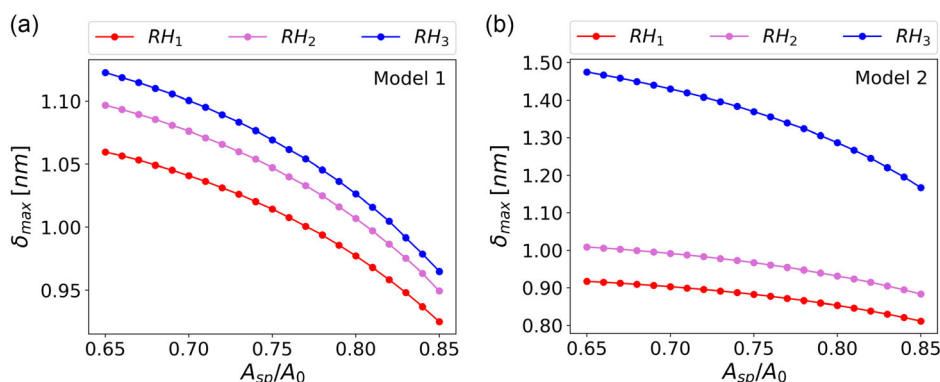 (a)
RH1 RH2 RH3
Model 1
1.10
1.05
1.00
0.95
δmax [nm]
0.65 0.70 0.75 0.80 0.85
Asp/A0
(b)
RH1 RH2 RH3
Model 2
1.50
1.40
1.30
1.20
1.10
1.00
0.90
0.80
δmax [nm]
0.65 0.70 0.75 0.80 0.85
Asp/A0